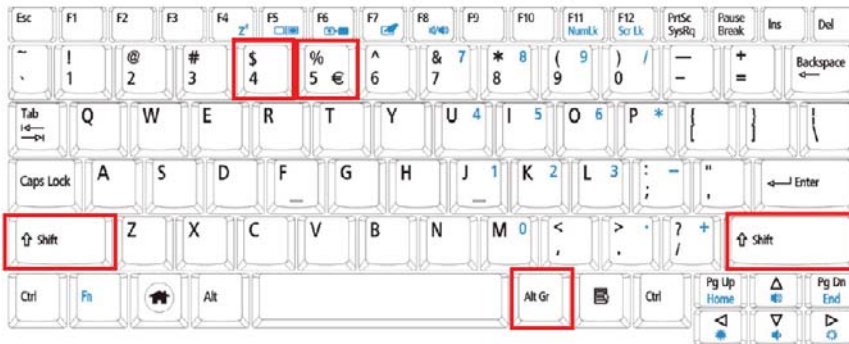 Esc F1 F2 F3 F4 Zz F5 F6 F7 F8 F9 F10 F11 NumLk F12 Scr Lk PrtSc SysRq Pause Break Ins Del
~ ` ! 1 @ 2 # 3 $ 4 % 5 € ^ 6 & 7 7 * 8 8 ( 9 9 ) 0 / — – + = Backspace
Tab Q W E R T Y U 4 I 5 O 6 P * { [ } ] | \
Caps Lock A S D F G H J 1 K 2 L 3 : ; – " ' Enter
Shift Z X C V B N M 0 < , > . . ? / + Shift
Ctrl Fn Alt Alt Gr Ctrl Pg Up Home Pg Dn End